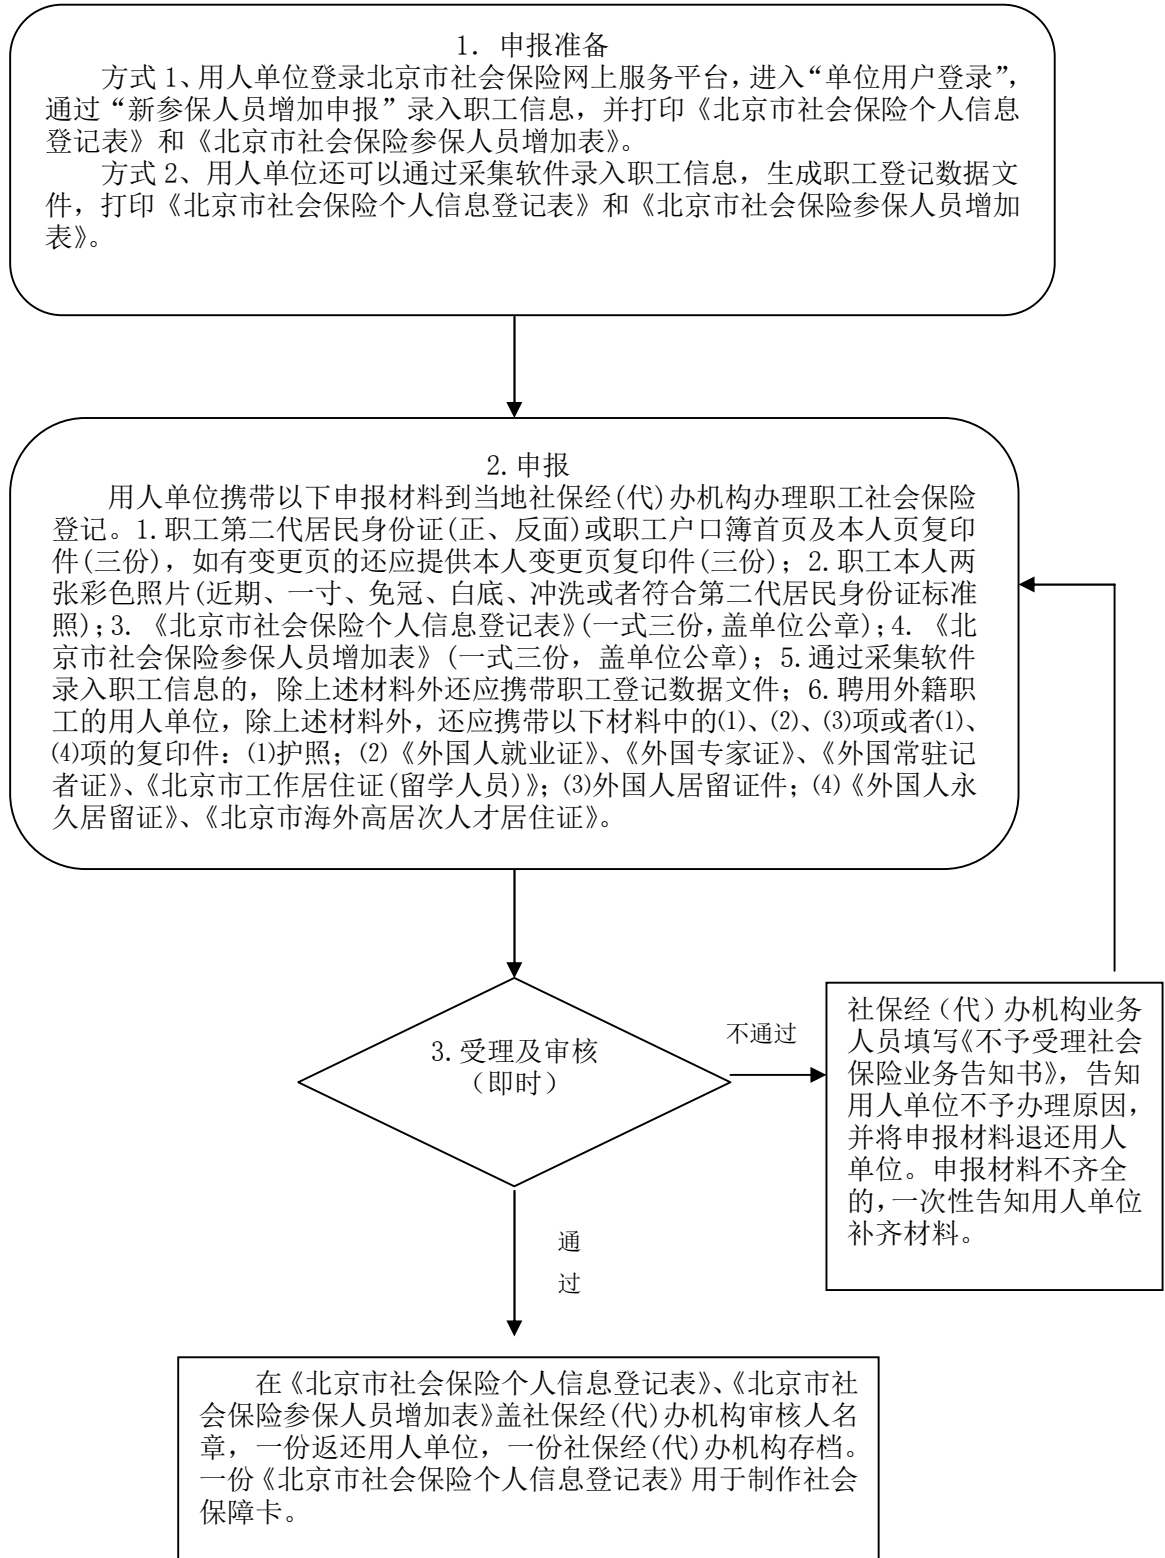 1. 申报准备
方式 1、用人单位登录北京市社会保险网上服务平台,进入“单位用户登录”,
通过“新参保人员增加申报”录入职工信息，并打印《北京市社会保险个人信息
登记表》和《北京市社会保险参保人员增加表》。
方式 2、用人单位还可以通过采集软件录入职工信息，生成职工登记数据文
件，打印《北京市社会保险个人信息登记表》和《北京市社会保险参保人员增加
表》。
2.申报
用人单位携带以下申报材料到当地社保经(代)办机构办理职工社会保险
登记。1.职工第二代居民身份证(正、反面)或职工户口簿首页及本人页复印
件(三份)，如有变更页的还应提供本人变更页复印件(三份)；2.职工本人两
张彩色照片(近期、一寸、免冠、白底、冲洗或者符合第二代居民身份证标准
照);3.《北京市社会保险个人信息登记表》(一式三份,盖单位公章);4.《北
京市社会保险参保人员增加表》(一式三份，盖单位公章)；5.通过采集软件
录入职工信息的，除上述材料外还应携带职工登记数据文件；6.聘用外籍职
工的用人单位，除上述材料外，还应携带以下材料中的⑴、⑵、⑶项或者⑴、
⑷项的复印件：⑴护照；⑵《外国人就业证》、《外国专家证》、《外国常驻记
者证》、《北京市工作居住证(留学人员)》；⑶外国人居留证件；⑷《外国人永
久居留证》、《北京市海外高居次人才居住证》。
3.受理及审核
（即时）
不通过
社保经（代）办机构业务
人员填写《不予受理社会
保险业务告知书》，告知
用人单位不予办理原因，
并将申报材料退还用人
单位。申报材料不齐全
的,一次性告知用人单位
补齐材料。
通
过
在《北京市社会保险个人信息登记表》、《北京市社
会保险参保人员增加表》盖社保经(代)办机构审核人名
章，一份返还用人单位，一份社保经(代)办机构存档。
一份《北京市社会保险个人信息登记表》用于制作社会
保障卡。